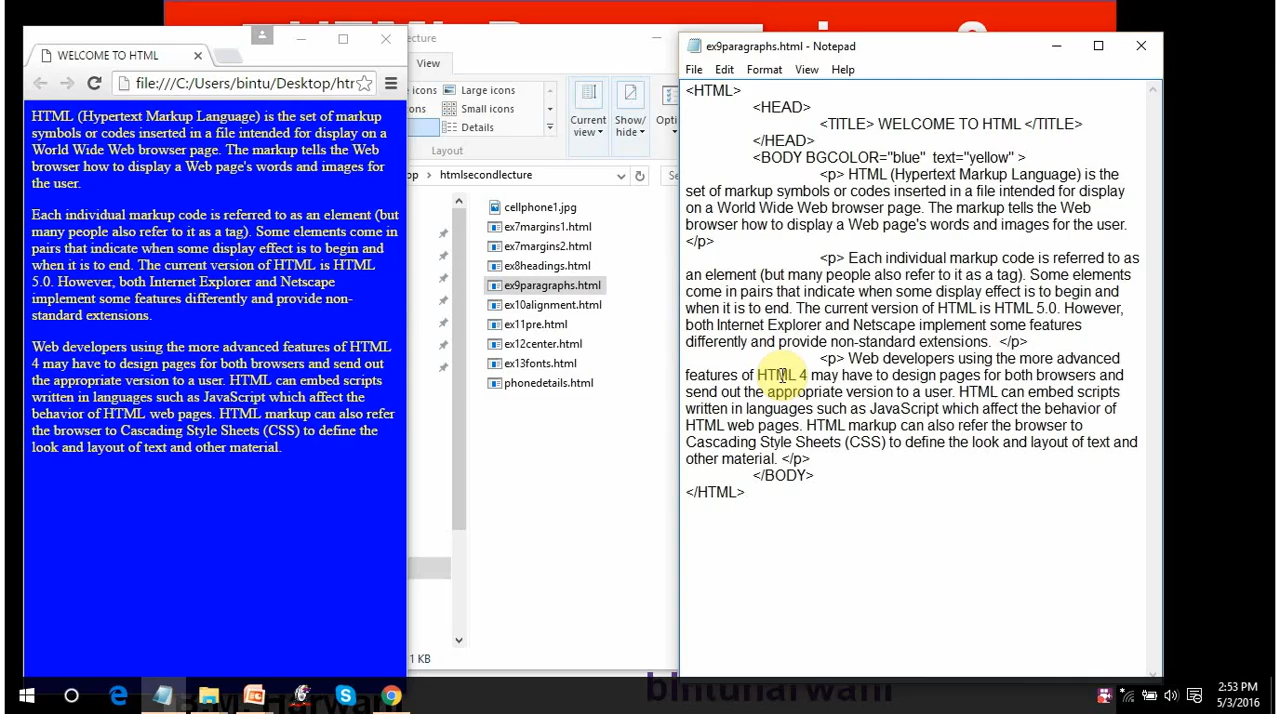 WELCOME TO HTML
file:///C:/Users/bintu/Desktop/htr
HTML (Hypertext Markup Language) is the set of markup
symbols or codes inserted in a file intended for display on a
World Wide Web browser page. The markup tells the Web
browser how to display a Web page's words and images for
the user.
Each individual markup code is referred to as an element (but
many people also refer to it as a tag). Some elements come in
pairs that indicate when some display effect is to begin and
when it is to end. The current version of HTML is HTML
5.0. However, both Internet Explorer and Netscape
implement some features differently and provide non-
standard extensions.
Web developers using the more advanced features of HTML
4 may have to design pages for both browsers and send out
the appropriate version to a user. HTML can embed scripts
written in languages such as JavaScript which affect the
behavior of HTML web pages. HTML markup can also refer
the browser to Cascading Style Sheets (CSS) to define the
look and layout of text and other material.
ecture
View
cons
Large icons
ons
Small icons
Details
Current
view
Show/
hide
Opti
Layout
op
htmlsecondlecture
Se
cellphone1.jpg
ex7margins1.html
ex7margins2.html
ex8headings.html
ex9paragraphs.html
ex10alignment.html
ex11pre.html
ex12center.html
ex13fonts.html
phonedetails.html
1 KB
ex9paragraphs.html - Notepad
File Edit Format View Help
<HTML>
<HEAD>
<TITLE> WELCOME TO HTML </TITLE>
</HEAD>
<BODY BGCOLOR="blue" text="yellow" >
<p> HTML (Hypertext Markup Language) is the
set of markup symbols or codes inserted in a file intended for display
on a World Wide Web browser page. The markup tells the Web
browser how to display a Web page's words and images for the user.
</p>
<p> Each individual markup code is referred to as
an element (but many people also refer to it as a tag). Some elements
come in pairs that indicate when some display effect is to begin and
when it is to end. The current version of HTML is HTML 5.0. However,
both Internet Explorer and Netscape implement some features
differently and provide non-standard extensions. </p>
<p> Web developers using the more advanced
features of HTML 4 may have to design pages for both browsers and
send out the appropriate version to a user. HTML can embed scripts
written in languages such as JavaScript which affect the behavior of
HTML web pages. HTML markup can also refer the browser to
Cascading Style Sheets (CSS) to define the look and layout of text and
other material. </p>
</BODY>
</HTML>
bintuharwani
B.M. Harwani
2:53 PM
5/3/2016